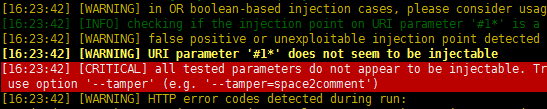 [16:23:42] [WARNING] in OR boolean-based injection cases, please consider usag
[16:23:42] [INFO] checking if the injection point on URI parameter '#1*' is a
[16:23:42] [WARNING] false positive or unexploitable injection point detected
[16:23:42] [WARNING] URI parameter '#1*' does not seem to be injectable
[16:23:42] [CRITICAL] all tested parameters do not appear to be injectable. Tr
use option '--tamper' (e.g. '--tamper=space2comment')
[16:23:42] [WARNING] HTTP error codes detected during run: